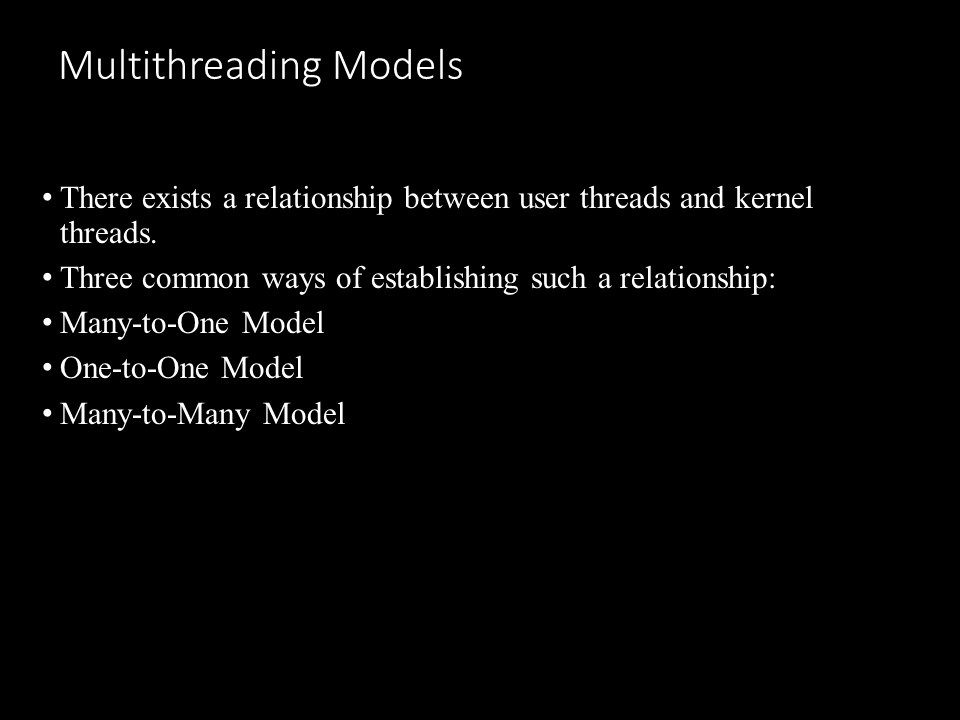 Multithreading Models
• There exists a relationship between user threads and kernel
threads.
• Three common ways of establishing such a relationship:
• Many-to-One Model
• One-to-One Model
• Many-to-Many Model